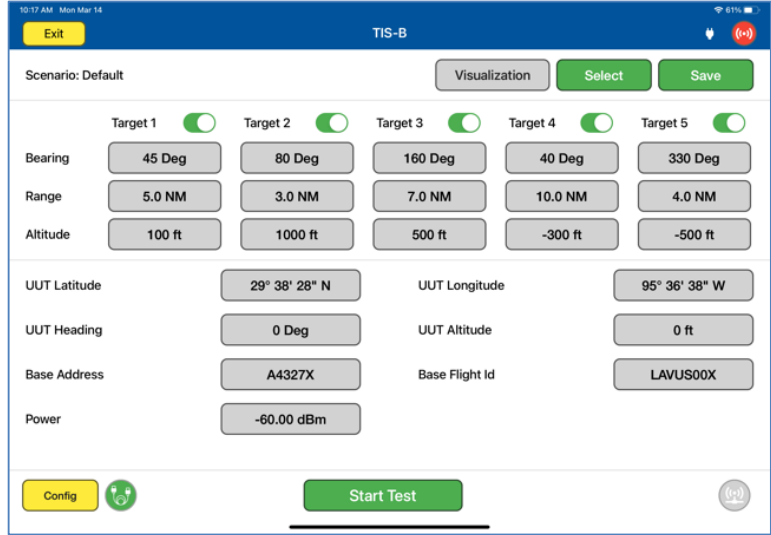 10:17 AM Mon Mar 14 61%
Exit TIS-B
Scenario: Default Visualization Select Save
Target 1 Target 2 Target 3 Target 4 Target 5
Bearing 45 Deg 80 Deg 160 Deg 40 Deg 330 Deg
Range 5.0 NM 3.0 NM 7.0 NM 10.0 NM 4.0 NM
Altitude 100 ft 1000 ft 500 ft -300 ft -500 ft
UUT Latitude 29° 38' 28" N UUT Longitude 95° 36' 38" W
UUT Heading 0 Deg UUT Altitude 0 ft
Base Address A4327X Base Flight Id LAVUS00X
Power -60.00 dBm
Config Start Test